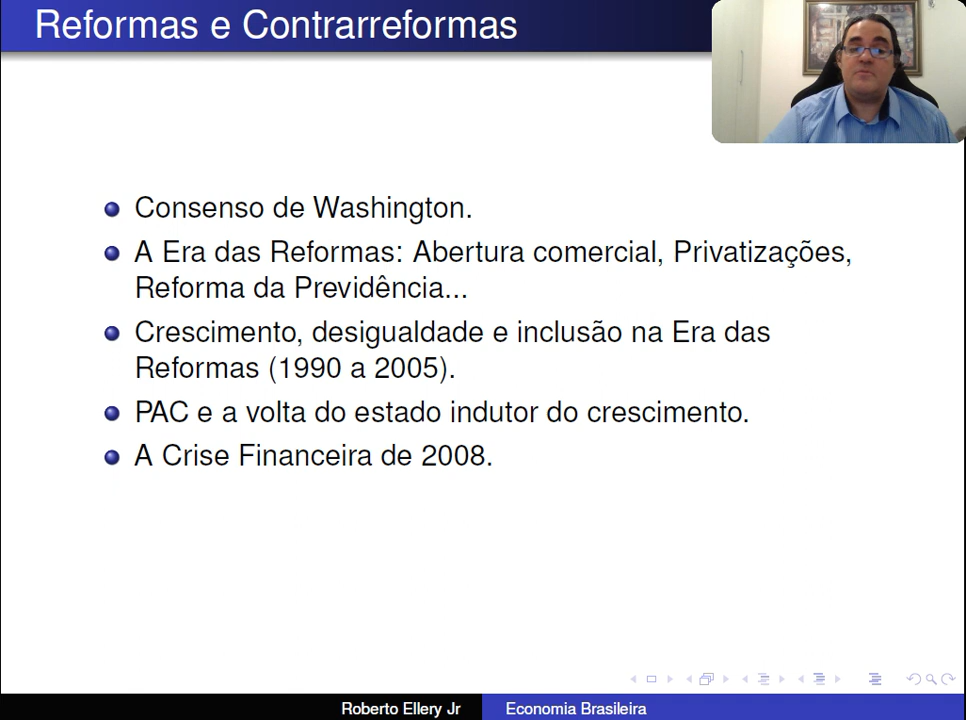 Reformas e Contrarreformas
Consenso de Washington.
A Era das Reformas: Abertura comercial, Privatizações,
Reforma da Previdência...
Crescimento, desigualdade e inclusão na Era das
Reformas (1990 a 2005).
PAC e a volta do estado indutor do crescimento.
A Crise Financeira de 2008.
Roberto Ellery Jr
Economia Brasileira